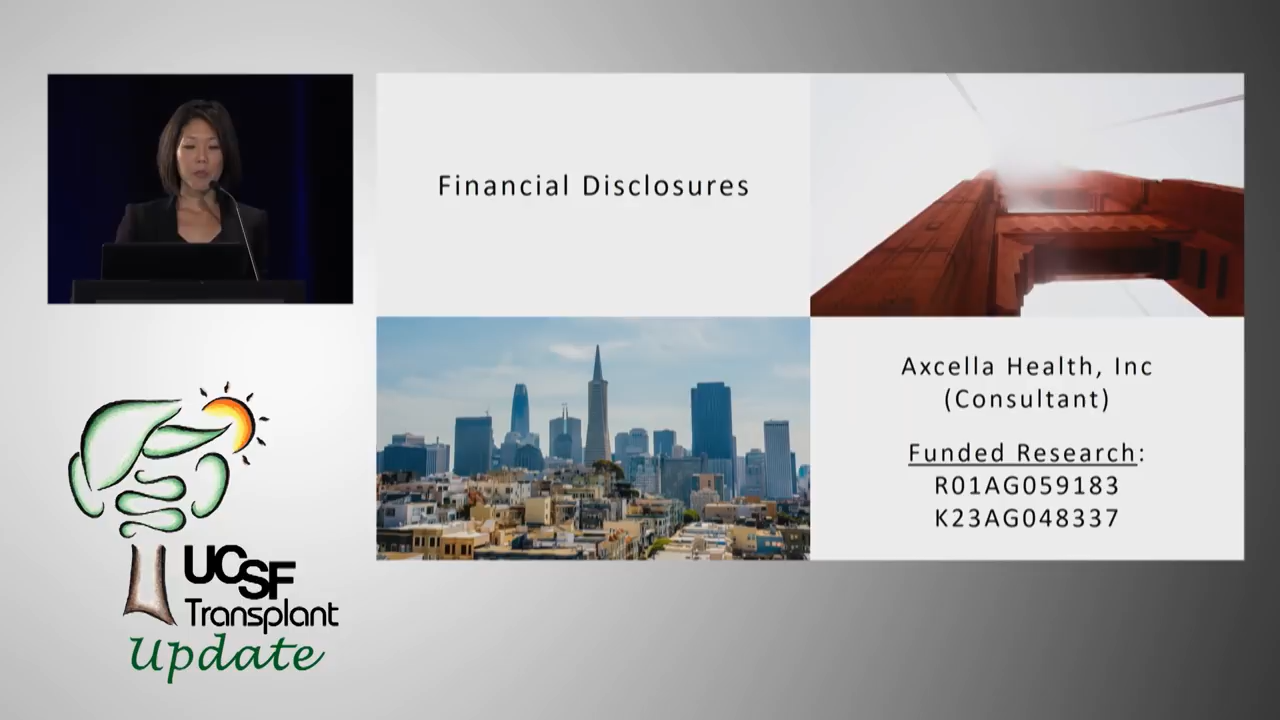 Financial Disclosures
Axcella Health, Inc
(Consultant)
Funded Research:
R01AG059183
K23AG048337
UCSF
Transplant
Update